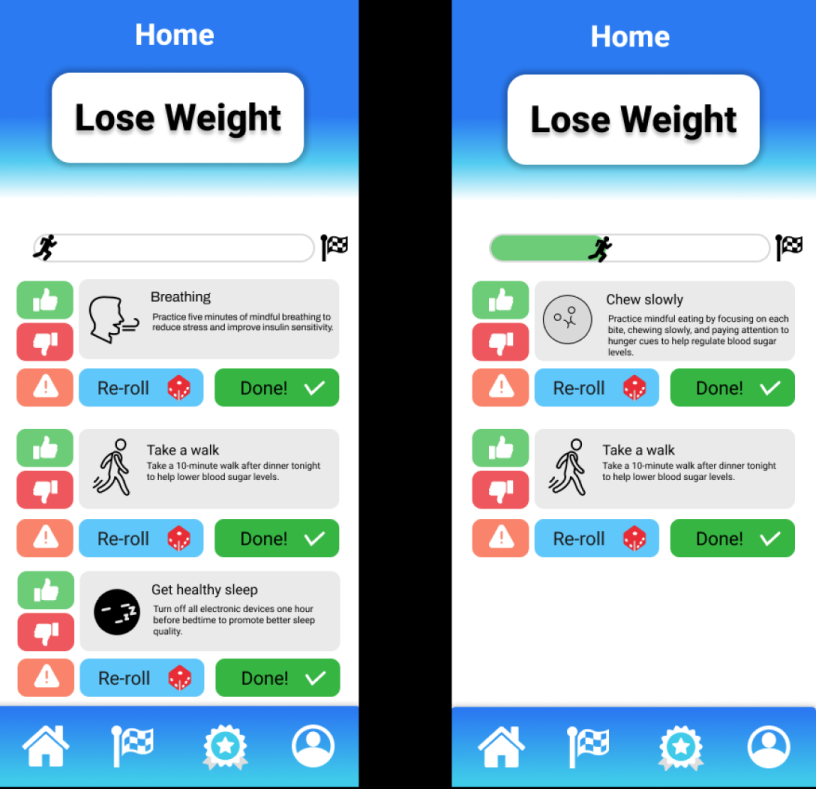 Home
Lose Weight
Breathing
Practice five minutes of mindful breathing to
reduce stress and improve insulin sensitivity.
Re-roll
Done!
Take a walk
Take a 10-minute walk after dinner tonight
to help lower blood sugar levels.
Re-roll
Done!
Get healthy sleep
Turn off all electronic devices one hour
before bedtime to promote better sleep
quality.
Re-roll
Done!
Home
Lose Weight
Chew slowly
Practice mindful eating by focusing on each
bite, chewing slowly, and paying attention to
hunger cues to help regulate blood sugar
levels.
Re-roll
Done!
Take a walk
Take a 10-minute walk after dinner tonight
to help lower blood sugar levels.
Re-roll
Done!